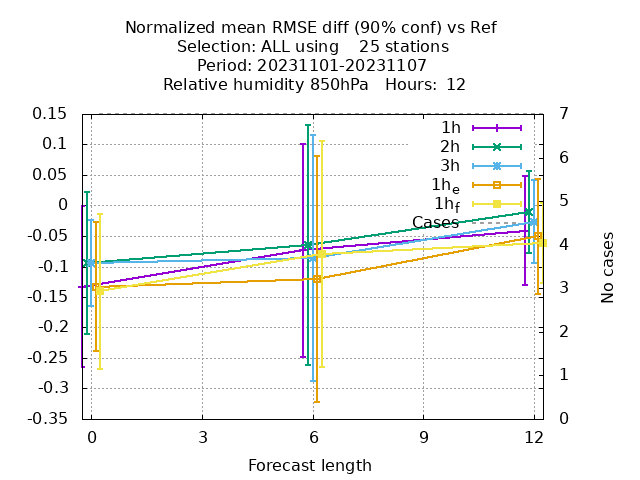 Normalized mean RMSE diff (90% conf) vs Ref
Selection: ALL using    25 stations
Period: 20231101-20231107
Relative humidity 850hPa   Hours:  12
0.15
0.1
0.05
0
-0.05
-0.1
-0.15
-0.2
-0.25
-0.3
-0.35
1h
2h
3h
1he
1hf
Cases
7
6
5
4
3
2
1
0
No cases
0 3 6 9 12
Forecast length